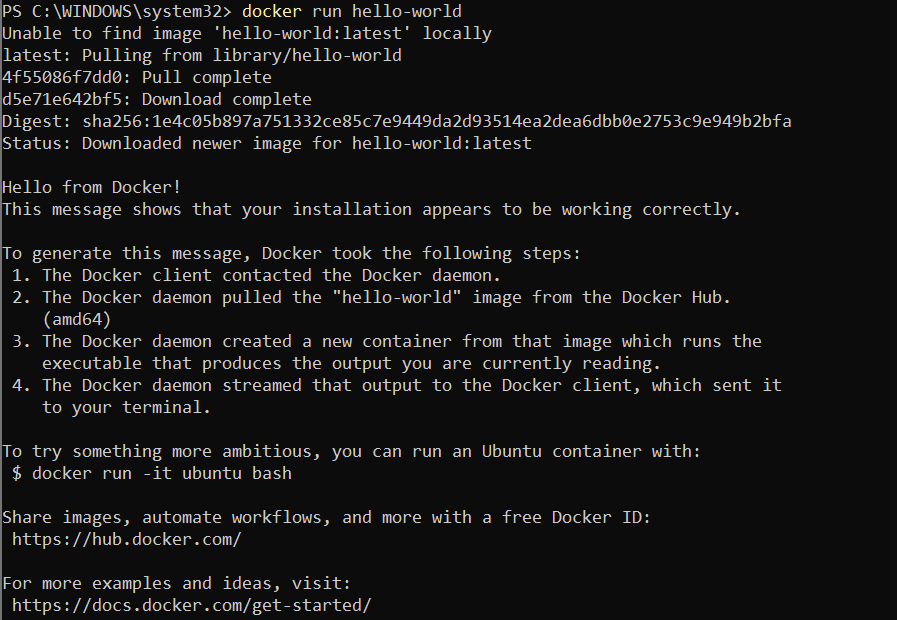 PS C:\WINDOWS\system32> docker run hello-world
Unable to find image 'hello-world:latest' locally
latest: Pulling from library/hello-world
4f55086f7dd0: Pull complete
d5e71e642bf5: Download complete
Digest: sha256:1e4c05b897a751332ce85c7e9449da2d93514ea2dea6dbb0e2753c9e949b2bfa
Status: Downloaded newer image for hello-world:latest

Hello from Docker!
This message shows that your installation appears to be working correctly.

To generate this message, Docker took the following steps:
 1. The Docker client contacted the Docker daemon.
 2. The Docker daemon pulled the "hello-world" image from the Docker Hub.
    (amd64)
 3. The Docker daemon created a new container from that image which runs the
    executable that produces the output you are currently reading.
 4. The Docker daemon streamed that output to the Docker client, which sent it
    to your terminal.

To try something more ambitious, you can run an Ubuntu container with:
 $ docker run -it ubuntu bash

Share images, automate workflows, and more with a free Docker ID:
 https://hub.docker.com/

For more examples and ideas, visit:
 https://docs.docker.com/get-started/